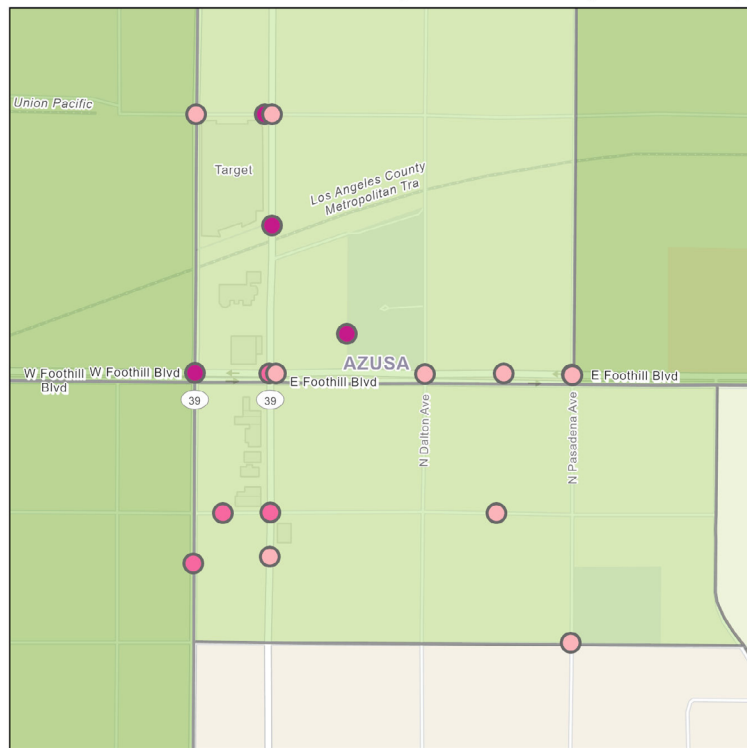 Union Pacific
Target
Los Angeles County
Metropolitan Tra
AZUSA
W Foothill
Blvd
W Foothill Blvd
E Foothill Blvd
E Foothill Blvd
39
39
N Dalton Ave
N Pasadena Ave